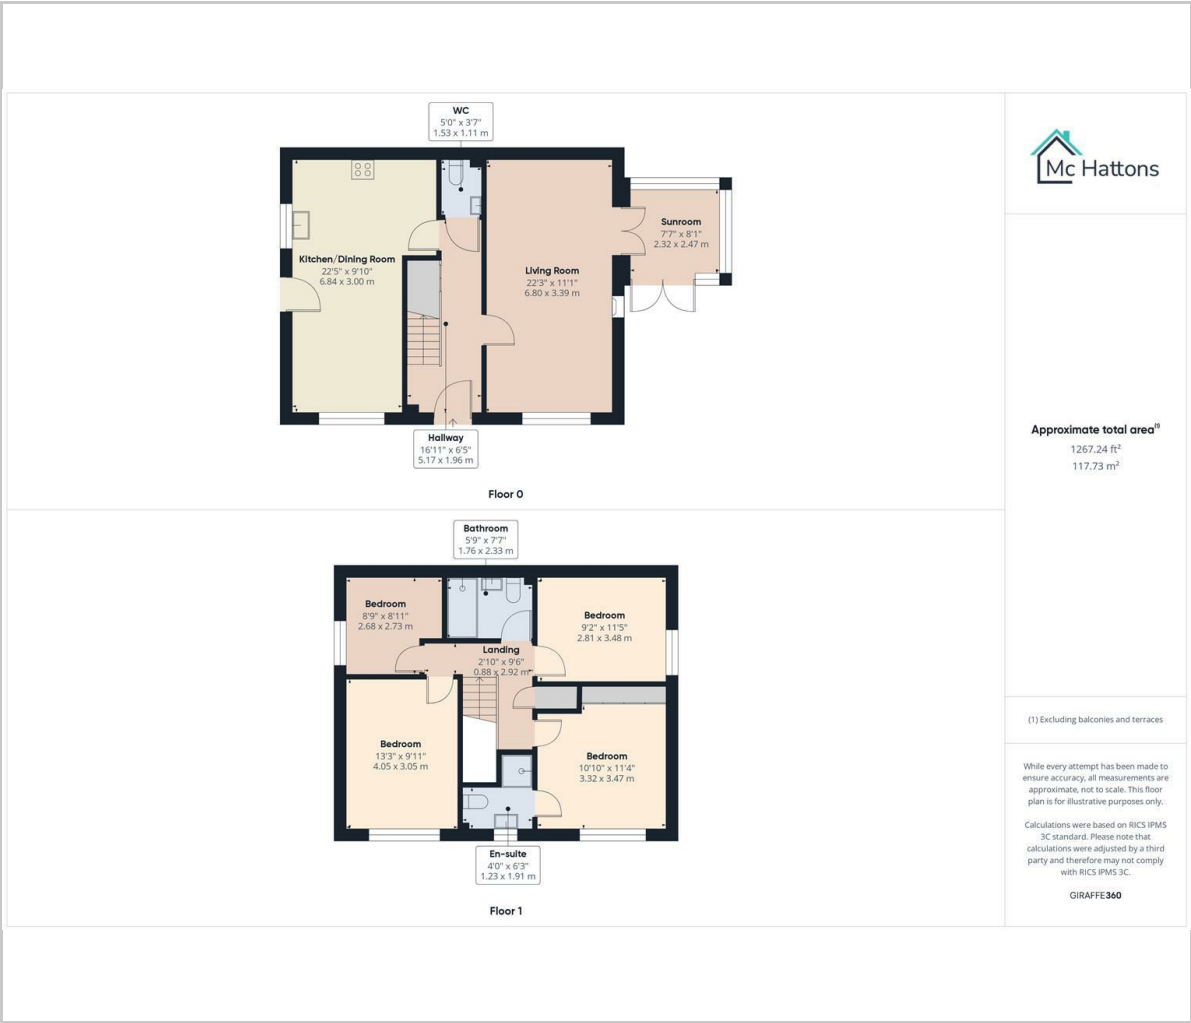 WC
5'0" x 3'7"
1.53 x 1.11 m
Kitchen/Dining Room
22'5" x 9'10"
6.84 x 3.00 m
Living Room
22'3" x 11'1"
6.80 x 3.39 m
Sunroom
7'7" x 8'1"
2.32 x 2.47 m
Hallway
16'11" x 6'5"
5.17 x 1.96 m
Floor 0
Bathroom
5'9" x 7'7"
1.76 x 2.33 m
Bedroom
8'9" x 8'11"
2.68 x 2.73 m
Bedroom
9'2" x 11'5"
2.81 x 3.48 m
Landing
2'10" x 9'6"
0.88 x 2.92 m
Bedroom
13'3" x 9'11"
4.05 x 3.05 m
Bedroom
10'10" x 11'4"
3.32 x 3.47 m
En-suite
4'0" x 6'3"
1.23 x 1.91 m
Floor 1
Mc Hattons
Approximate total area⁽¹⁾
1267.24 ft²
117.73 m²
(1) Excluding balconies and terraces
While every attempt has been made to
ensure accuracy, all measurements are
approximate, not to scale. This floor
plan is for illustrative purposes only.
Calculations were based on RICS IPMS
3C standard. Please note that
calculations were adjusted by a third
party and therefore may not comply
with RICS IPMS 3C.
GIRAFFE360